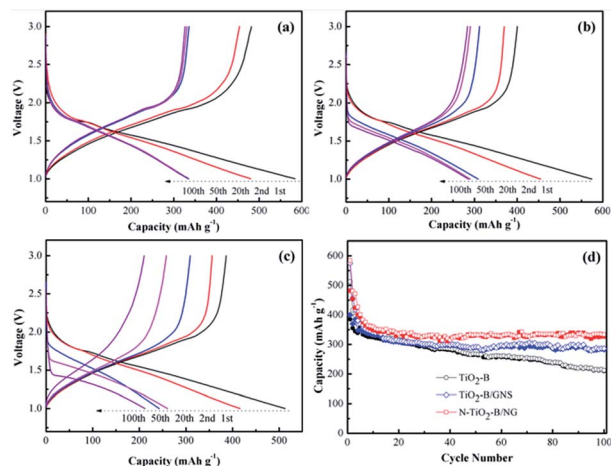 (a)
3.0
2.5
2.0
1.5
1.0
Voltage (V)
100th 50th 20th 2nd 1st
0 100 200 300 400 500 600
Capacity (mAh g⁻¹)
(b)
3.0
2.5
2.0
1.5
1.0
Voltage (V)
100th 50th 20th 2nd 1st
0 100 200 300 400 500 600
Capacity (mAh g⁻¹)
(c)
3.0
2.5
2.0
1.5
1.0
Voltage (V)
100th 50th 20th 2nd 1st
0 100 200 300 400 500
Capacity (mAh g⁻¹)
(d)
600
500
400
300
200
100
0
Capacity (mAh g⁻¹)
TiO₂-B
TiO₂-B/GNS
N-TiO₂-B/NG
0 20 40 60 80 100
Cycle Number